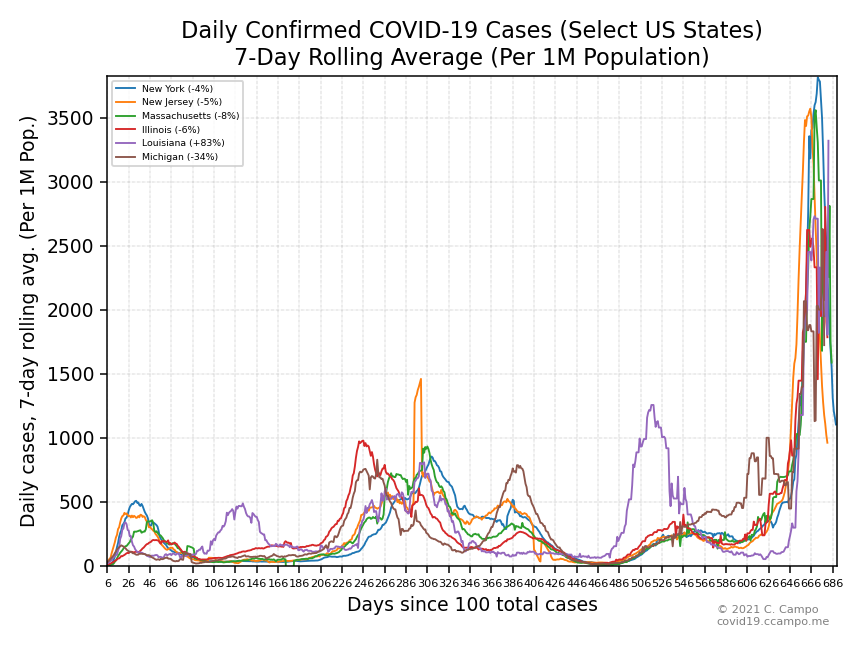 Daily Confirmed COVID-19 Cases (Select US States)
7-Day Rolling Average (Per 1M Population)
Daily cases, 7-day rolling avg. (Per 1M Pop.)
3500
3000
2500
2000
1500
1000
500
0
New York (-4%)
New Jersey (-5%)
Massachusetts (-8%)
Illinois (-6%)
Louisiana (+83%)
Michigan (-34%)
6 26 46 66 86 106 126 146 166 186 206 226 246 266 286 306 326 346 366 386 406 426 446 466 486 506 526 546 566 586 606 626 646 666 686
Days since 100 total cases
© 2021 C. Campo
covid19.ccampo.me